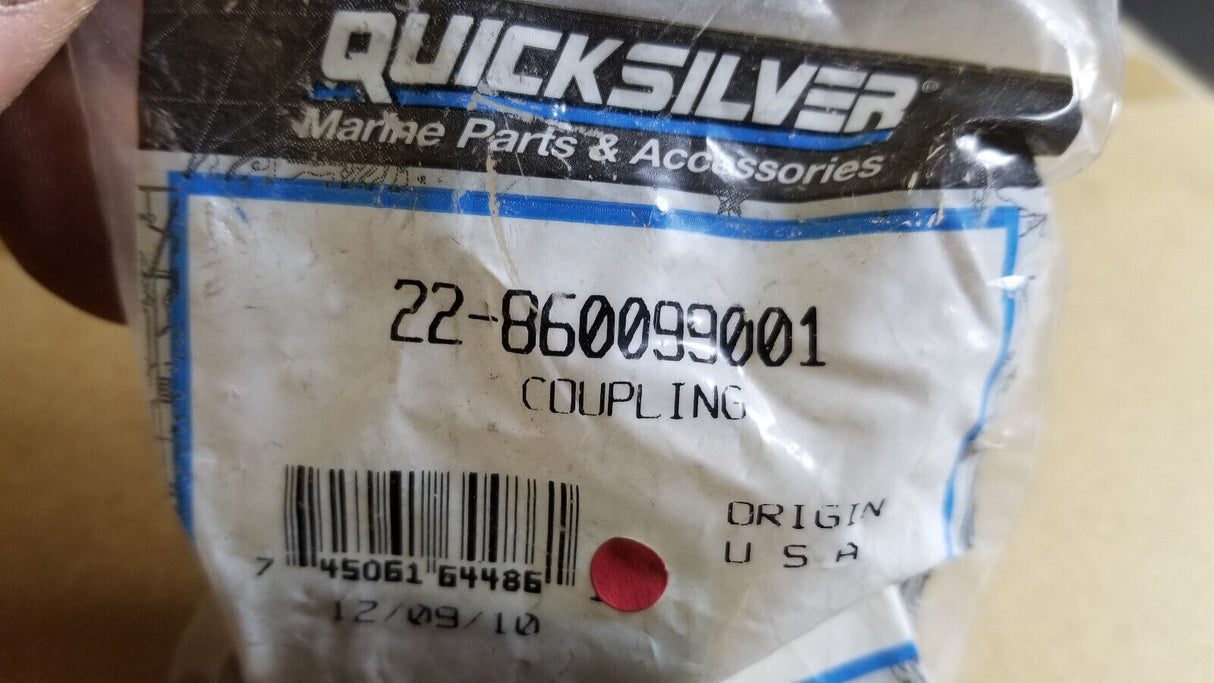 QUICKSILVER®
Marine Parts & Accessories
22-860099001
COUPLING
ORIGIN
U S A
7 45061 64486
12/09/10